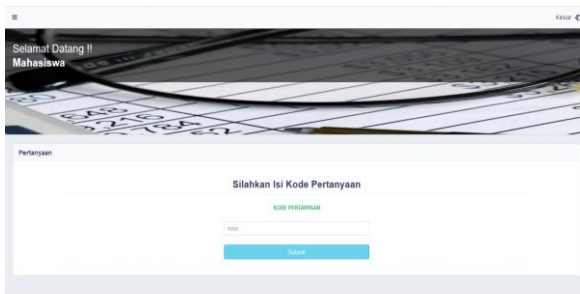 Keluar
Selamat Datang !!
Mahasiswa
Pertanyaan
Silahkan Isi Kode Pertanyaan
KODE PERTANYAAN
Submit